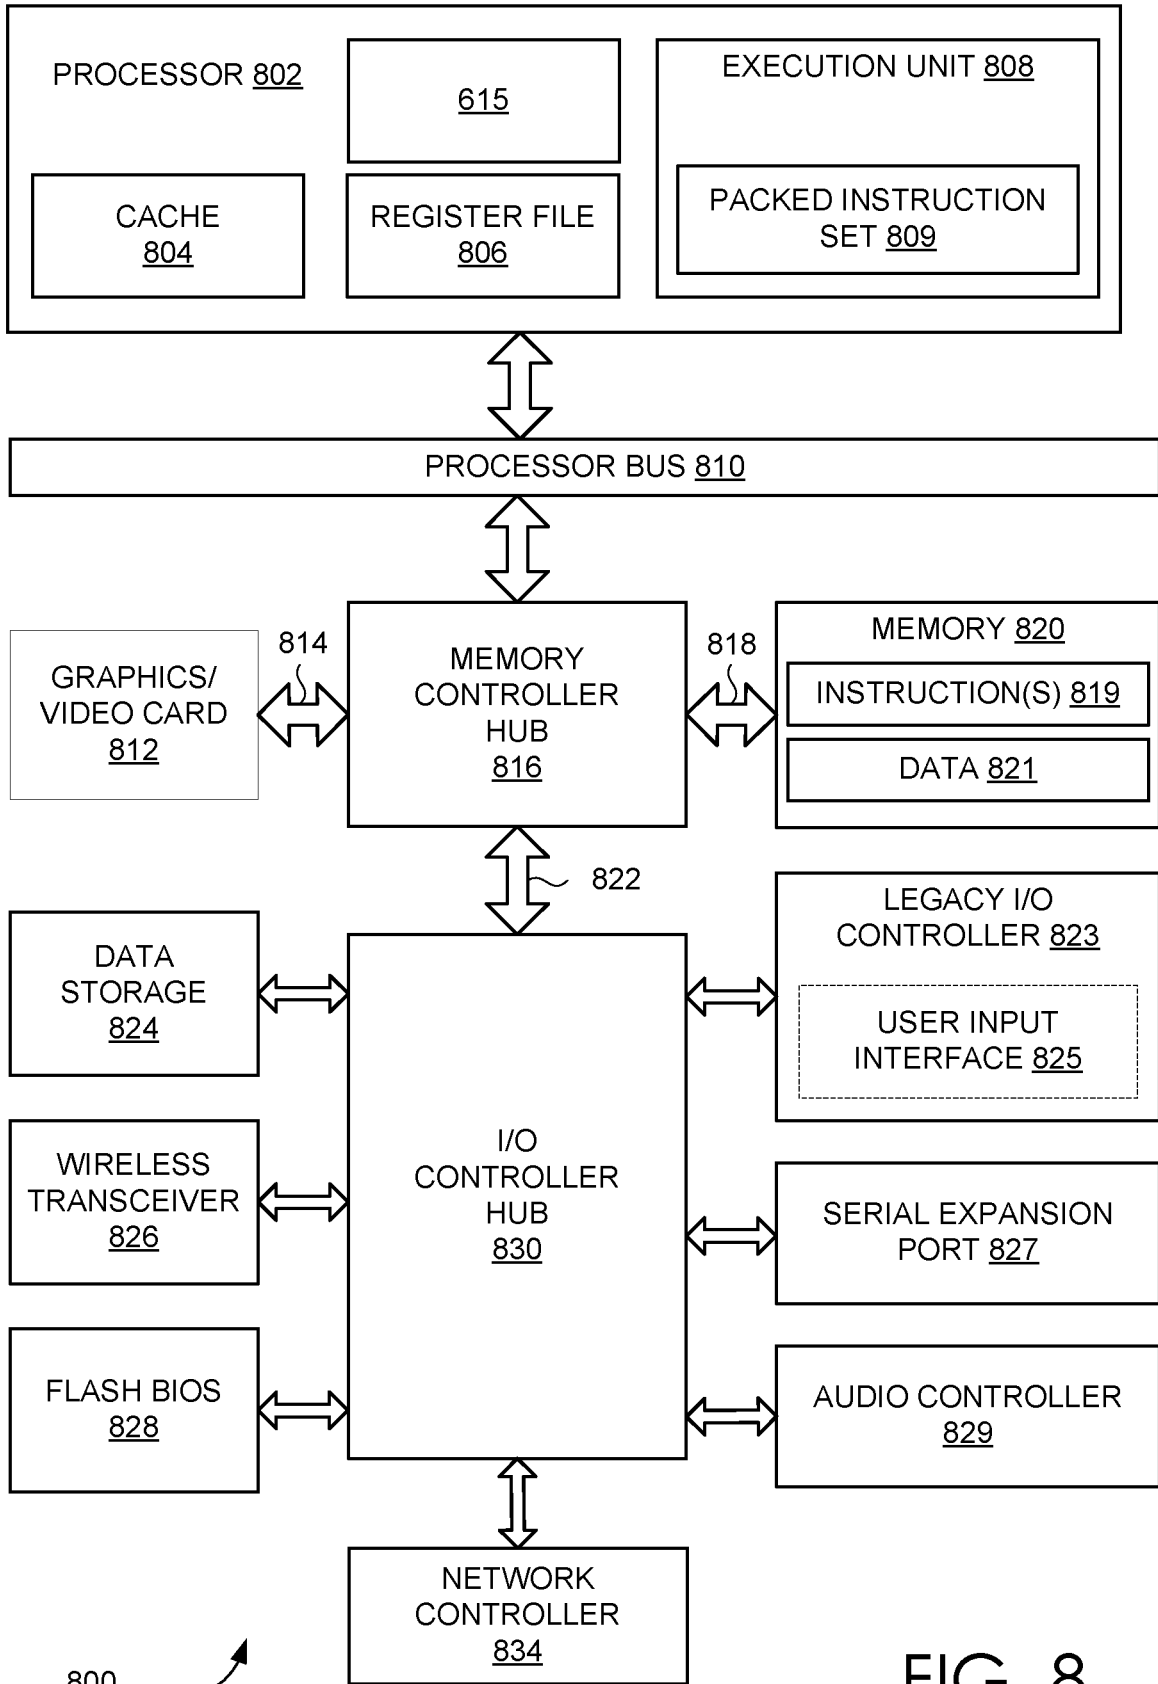 PROCESSOR 802
615
EXECUTION UNIT 808
CACHE
804
REGISTER FILE
806
PACKED INSTRUCTION
SET 809
PROCESSOR BUS 810
GRAPHICS/
VIDEO CARD
812
814
MEMORY
CONTROLLER
HUB
816
818
MEMORY 820
INSTRUCTION(S) 819
DATA 821
822
DATA
STORAGE
824
LEGACY I/O
CONTROLLER 823
USER INPUT
INTERFACE 825
WIRELESS
TRANSCEIVER
826
I/O
CONTROLLER
HUB
830
SERIAL EXPANSION
PORT 827
FLASH BIOS
828
AUDIO CONTROLLER
829
NETWORK
CONTROLLER
834
800
FIG. 8